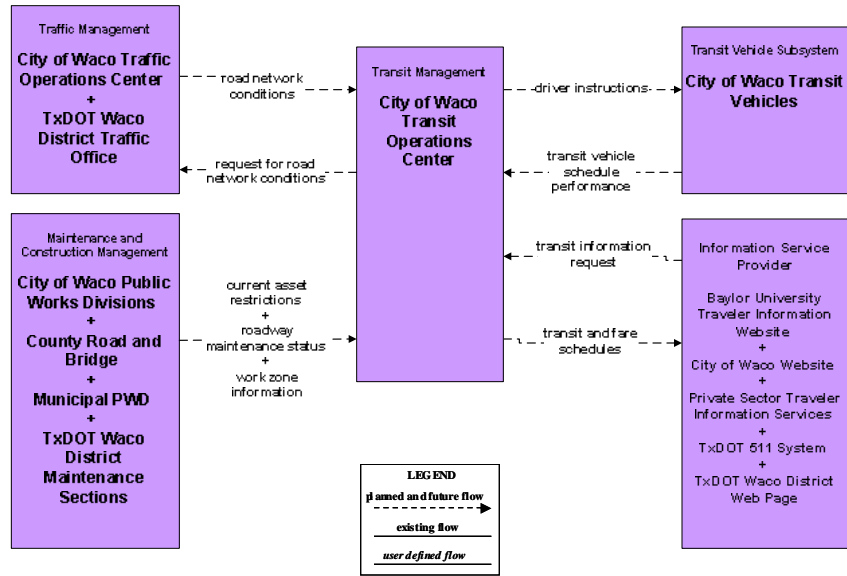 Traffic Management
City of Waco Traffic
Operations Center
+
TxDOT Waco
District Traffic
Office
road network
conditions
request for road
network conditions
Transit Management
City of Waco
Transit
Operations
Center
driver instructions
transit vehicle
schedule
performance
Transit Vehicle Subsystem
City of Waco Transit
Vehicles
Maintenance and
Construction Management
City of Waco Public
Works Divisions
+
County Road and
Bridge
+
Municipal PWD
+
TxDOT Waco
District
Maintenance
Sections
current asset
restrictions
+
roadway
maintenance status
+
work zone
information
transit information
request
transit and fare
schedules
Information Service
Provider
Baylor University
Traveler Information
Website
+
City of Waco Website
+
Private Sector Traveler
Information Services
+
TxDOT 511 System
+
TxDOT Waco District
Web Page
LEGEND
planned and future flow
existing flow
user defined flow